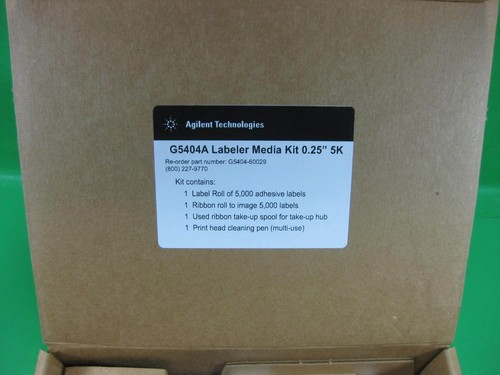 Agilent Technologies
G5404A Labeler Media Kit 0.25" 5K
Re-order part number: G5404-60029
(800) 227-9770
Kit contains:
1 Label Roll of 5,000 adhesive labels
1 Ribbon roll to image 5,000 labels
1 Used ribbon take-up spool for take-up hub
1 Print head cleaning pen (multi-use)